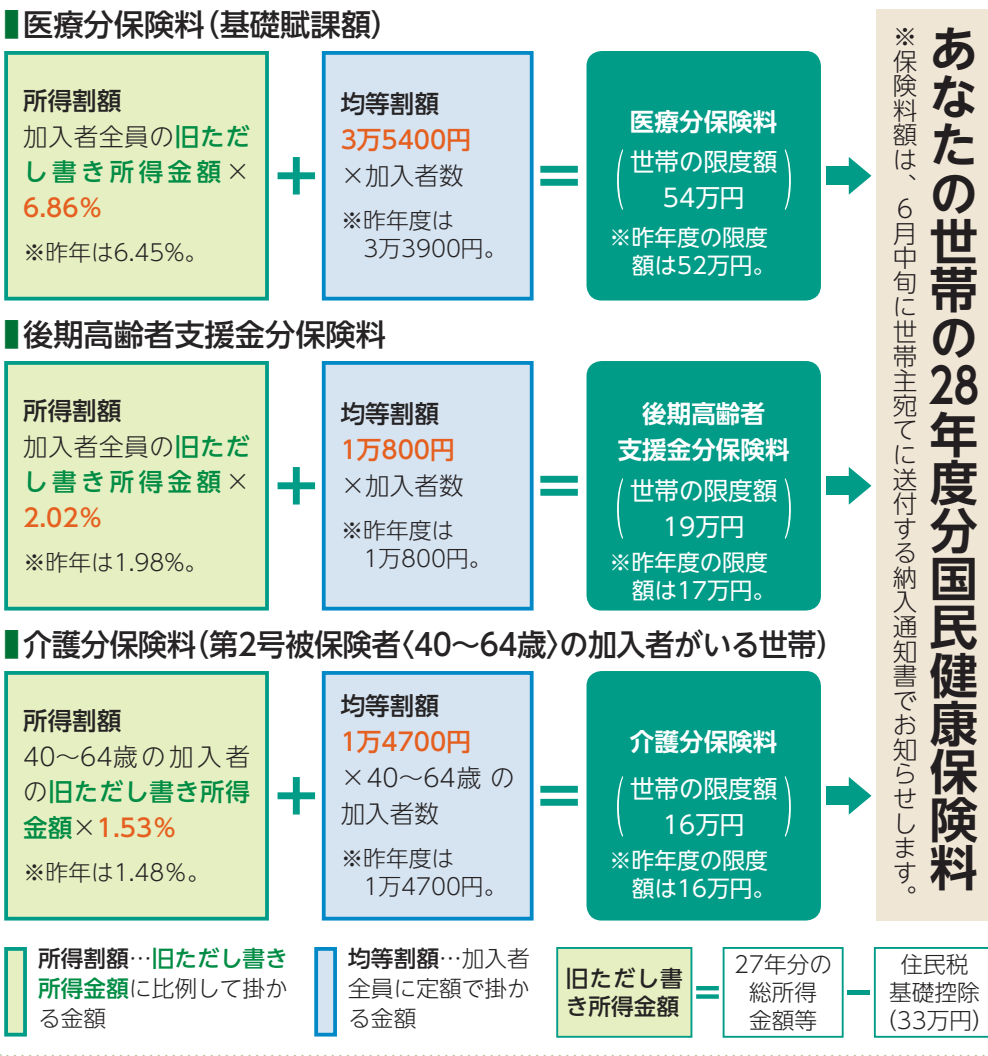 ■医療分保険料(基礎賦課額)
所得割額
加入者全員の旧ただ
し書き所得金額×
6.86%
※昨年は6.45%。
+
均等割額
3万5400円
×加入者数
※昨年度は
3万3900円。
=
医療分保険料
(世帯の限度額
54万円)
※昨年度の限度
額は52万円。
■後期高齢者支援金分保険料
所得割額
加入者全員の旧ただ
し書き所得金額×
2.02%
※昨年は1.98%。
+
均等割額
1万800円
×加入者数
※昨年度は
1万800円。
=
後期高齢者
支援金分保険料
(世帯の限度額
19万円)
※昨年度の限度
額は17万円。
■介護分保険料(第2号被保険者〈40〜64歳〉の加入者がいる世帯)
所得割額
40〜64歳の加入者
の旧ただし書き所得
金額×1.53%
※昨年は1.48%。
+
均等割額
1万4700円
×40〜64歳 の
加入者数
※昨年度は
1万4700円。
=
介護分保険料
(世帯の限度額
16万円)
※昨年度の限度
額は16万円。
あなたの世帯の28年度分国民健康保険料
※保険料額は、6月中旬に世帯主宛てに送付する納入通知書でお知らせします。
所得割額…旧ただし書き
所得金額に比例して掛か
る金額
均等割額…加入者
全員に定額で掛か
る金額
旧ただし書
き所得金額
=
27年分の
総所得
金額等
−
住民税
基礎控除
(33万円)